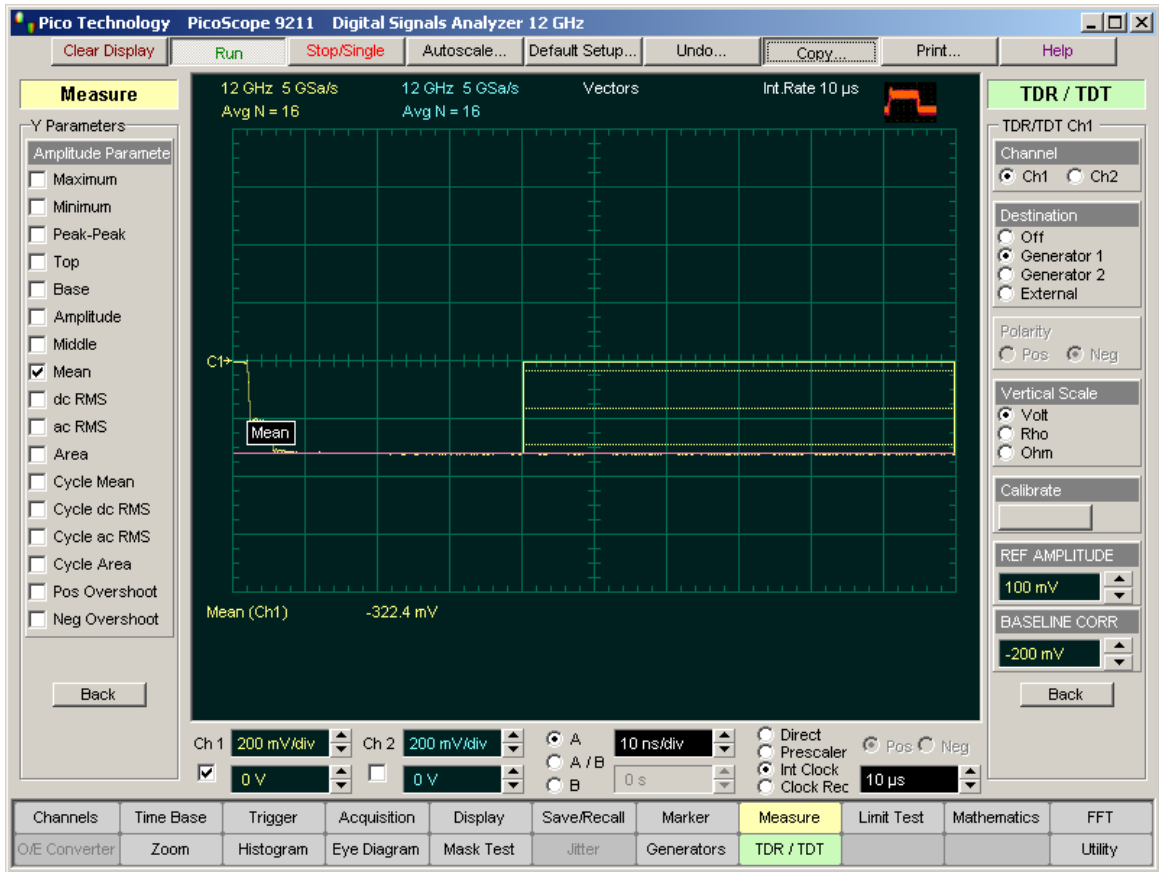 Pico Technology PicoScope 9211 Digital Signals Analyzer 12 GHz
Clear Display Run Stop/Single Autoscale... Default Setup... Undo... Copy... Print... Help
Measure
Y Parameters
Amplitude Paramete
Maximum
Minimum
Peak-Peak
Top
Base
Amplitude
Middle
Mean
dc RMS
ac RMS
Area
Cycle Mean
Cycle dc RMS
Cycle ac RMS
Cycle Area
Pos Overshoot
Neg Overshoot
Back
12 GHz 5 GSa/s 12 GHz 5 GSa/s Vectors Int.Rate 10 µs
Avg N = 16 Avg N = 16
C1
Mean
Mean (Ch1) -322.4 mV
TDR / TDT
TDR/TDT Ch1
Channel
Ch1 Ch2
Destination
Off
Generator 1
Generator 2
External
Polarity
Pos Neg
Vertical Scale
Volt
Rho
Ohm
Calibrate
REF AMPLITUDE
100 mV
BASELINE CORR
-200 mV
Back
Ch 1 200 mV/div Ch 2 200 mV/div A 10 ns/div Direct
A / B Prescaler Pos Neg
0 V 0 V B 0 s Int Clock
Clock Rec 10 µs
Channels Time Base Trigger Acquisition Display Save/Recall Marker Measure Limit Test Mathematics FFT
O/E Converter Zoom Histogram Eye Diagram Mask Test Jitter Generators TDR / TDT Utility